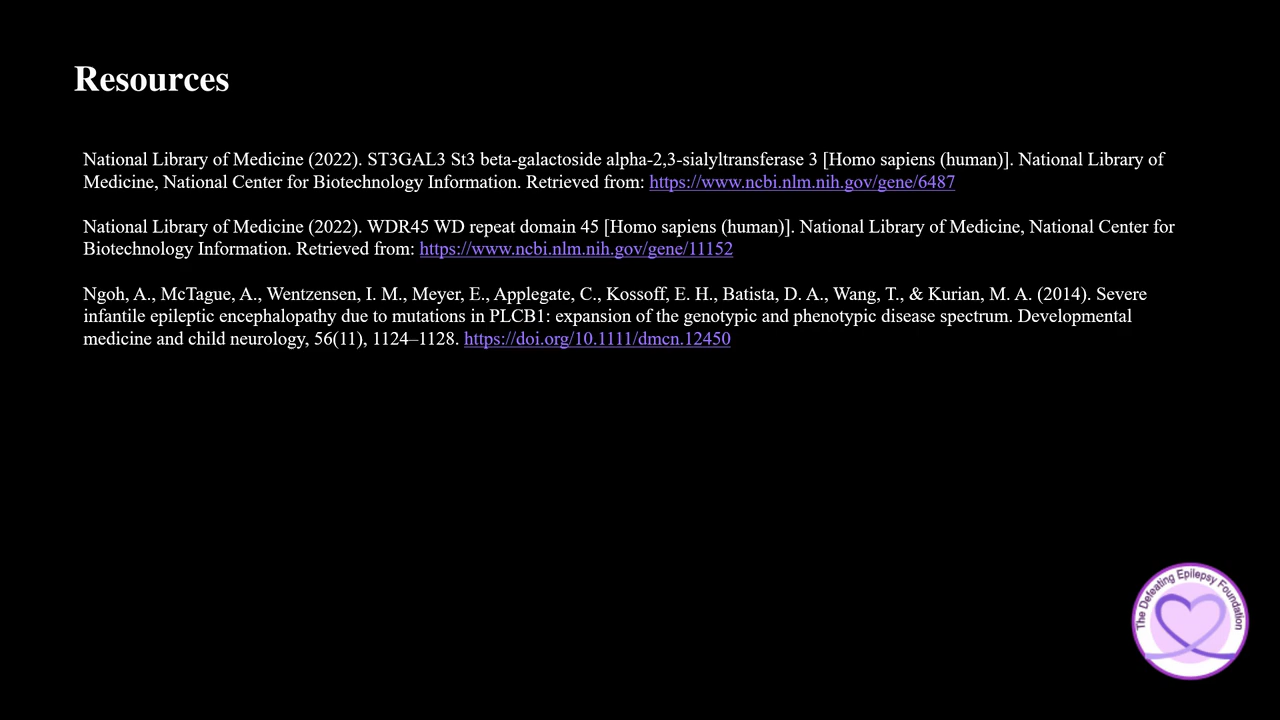 Resources
National Library of Medicine (2022). ST3GAL3 St3 beta-galactoside alpha-2,3-sialyltransferase 3 [Homo sapiens (human)]. National Library of
Medicine, National Center for Biotechnology Information. Retrieved from: https://www.ncbi.nlm.nih.gov/gene/6487
National Library of Medicine (2022). WDR45 WD repeat domain 45 [Homo sapiens (human)]. National Library of Medicine, National Center for
Biotechnology Information. Retrieved from: https://www.ncbi.nlm.nih.gov/gene/11152
Ngoh, A., McTague, A., Wentzensen, I. M., Meyer, E., Applegate, C., Kossoff, E. H., Batista, D. A., Wang, T., & Kurian, M. A. (2014). Severe
infantile epileptic encephalopathy due to mutations in PLCB1: expansion of the genotypic and phenotypic disease spectrum. Developmental
medicine and child neurology, 56(11), 1124–1128. https://doi.org/10.1111/dmcn.12450
The Defeating Epilepsy Foundation